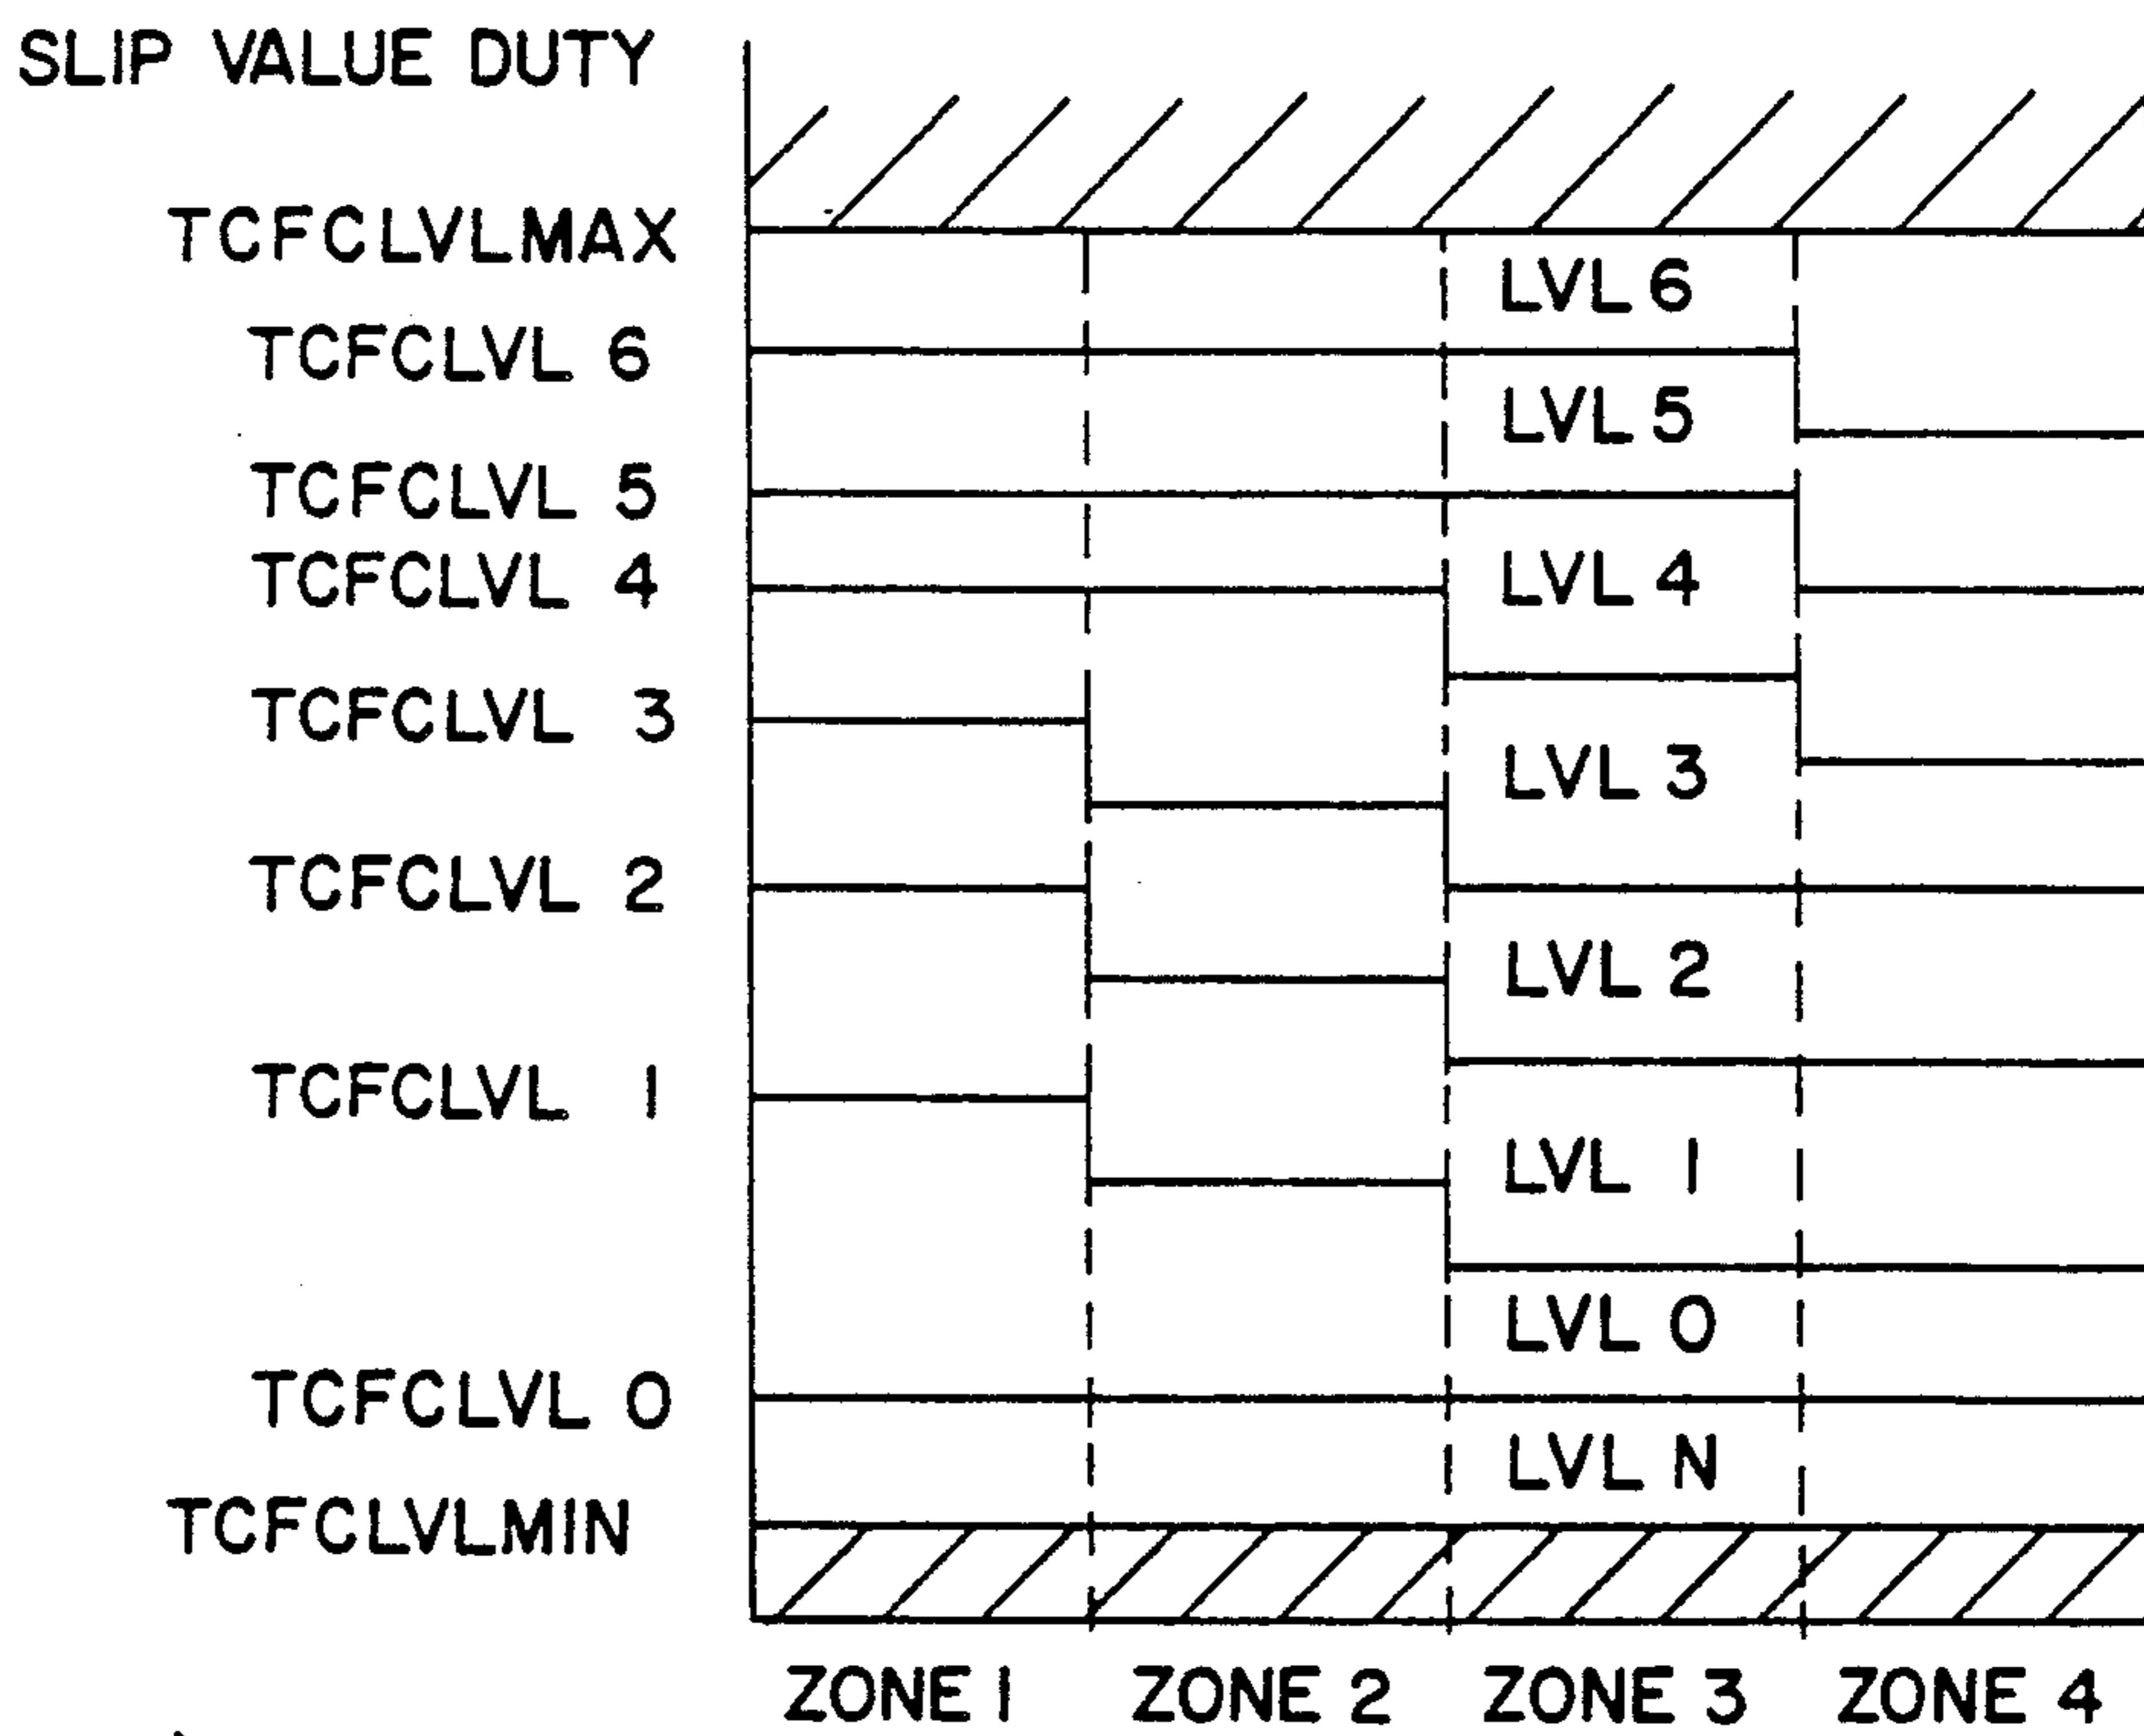 SLIP VALUE DUTY
TCFCLVLMAX
LVL 6
TCFCLVL 6
LVL 5
TCFCLVL 5
TCFCLVL 4
LVL 4
TCFCLVL 3
LVL 3
TCFCLVL 2
LVL 2
TCFCLVL 1
LVL 1
LVL 0
TCFCLVL 0
LVL N
TCFCLVLMIN
ZONE 1 ZONE 2 ZONE 3 ZONE 4